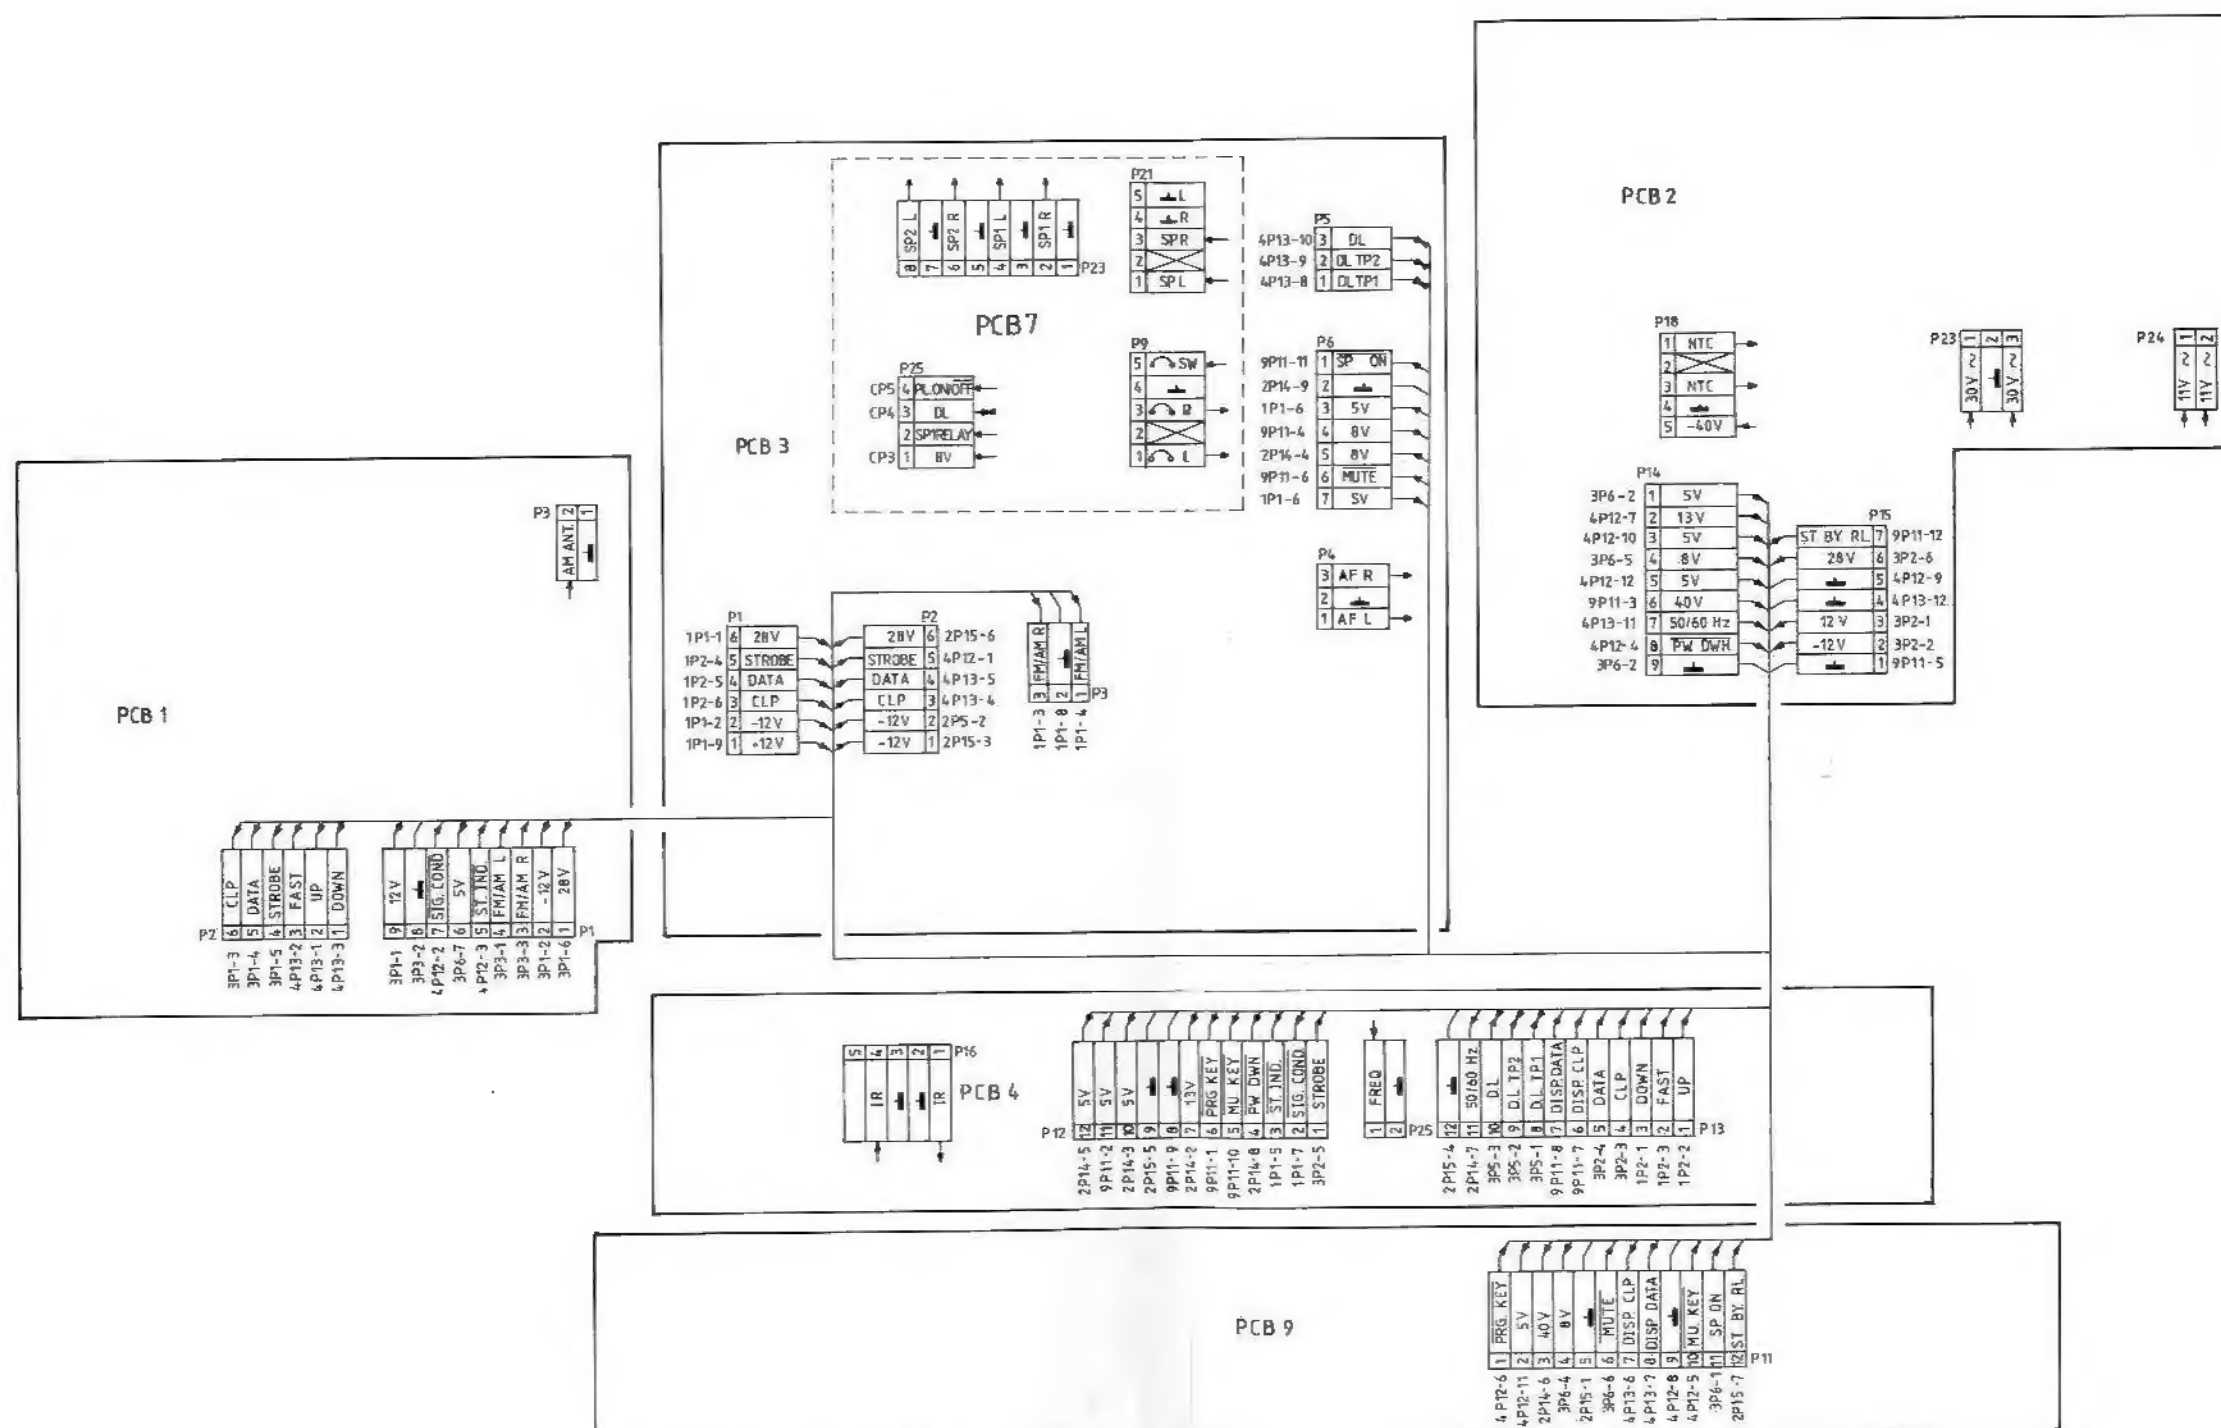 PCB 2
P23
30V 2 1
2
30V 2 3
P24
11V 2 1
11V 2 2
P18
1 NTC
2
3 NTC
4
5 -40V
P14
3P6-2 1 5V
4P12-7 2 13V
4P12-10 3 5V
3P6-5 4 8V
4P12-12 5 5V
9P11-3 6 40V
4P13-11 7 50/60 Hz
4P12-4 8 PW DWN
3P6-2 9
P15
ST BY RL 7 9P11-12
28V 6 3P2-6
5 4P12-9
4 4P13-12
12V 3 3P2-1
-12V 2 3P2-2
1 9P11-5
PCB 3
PCB 7
8 SP2 L
7
6 SP2 R
5
4 SP1 L
3
2 SP1 R
1
P23
P21
5 L
4 R
3 SP R
2
1 SP L
P9
5 SW
4
3 R
2
1 L
P25
CP5 4 PL.ON/OFF
CP4 3 DL
2 SP1RELAY
CP3 1 8V
P5
4P13-10 3 DL
4P13-9 2 DL TP2
4P13-8 1 DLTP1
P6
9P11-11 1 SP ON
2P14-9 2
1P1-6 3 5V
9P11-4 4 8V
2P14-4 5 8V
9P11-6 6 MUTE
1P1-6 7 5V
P4
3 AF R
2
1 AF L
P1
1P1-1 6 28V
1P2-4 5 STROBE
1P2-5 4 DATA
1P2-6 3 CLP
1P1-2 2 -12V
1P1-9 1 +12V
P2
28V 6 2P15-6
STROBE 5 4P12-1
DATA 4 4P13-5
CLP 3 4P13-4
-12V 2 2P5-2
-12V 1 2P15-3
P3
FM/AM R 3 1P1-3
2 1P1-8
FM/AM L 1 1P1-4
PCB 1
P3
AM ANT. 2
1
P2
CLP 6 3P1-3
DATA 5 3P1-4
STROBE 4 3P1-5
FAST 3 4P13-2
UP 2 4P13-1
DOWN 1 4P13-3
P1
12V 9 3P1-1
8 3P3-2
SIG. COND 7 4P12-2
5V 6 3P6-7
ST. IND. 5 4P12-3
FM/AM L 4 3P3-1
FM/AM R 3 3P3-3
-12V 2 3P1-2
28V 1 3P1-6
PCB 4
P16
5
4 IR
3
2
1 IR
P12
5V 12 2P14-5
5V 11 9P11-2
5V 10 2P14-3
9 2P15-5
8 9P11-9
13V 7 2P14-2
PRG KEY 6 9P11-1
MU KEY 5 9P11-10
PW DWN 4 2P14-8
ST. IND. 3 1P1-5
SIG. COND. 2 1P1-7
STROBE 1 3P2-5
P25
FREQ 1
2
P13
12 2P15-4
50/60 Hz 11 2P14-7
D.L 10 3P5-3
D.L TP2 9 3P5-2
D.L TP1 8 3P5-1
DISP.DATA 7 9P11-8
DISP. CLP 6 9P11-7
DATA 5 3P2-4
CLP 4 3P2-3
DOWN 3 1P2-1
FAST 2 1P2-3
UP 1 1P2-2
PCB 9
P11
PRG. KEY 1 4P12-6
5V 2 4P12-11
40V 3 2P14-6
8V 4 3P6-4
5 2P15-1
MUTE 6 3P6-6
DISP. CLP 7 4P13-6
DISP DATA 8 4P13-7
9 4P12-8
MU. KEY 10 4P12-5
SP ON 11 3P6-1
ST BY. RL 12 2P15-7